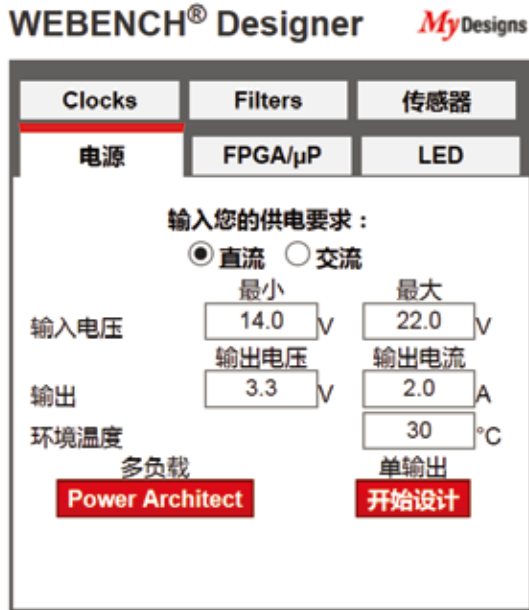 WEBENCH® Designer MyDesigns
Clocks Filters 传感器
电源 FPGA/µP LED
输入您的供电要求：
直流 交流
最小 最大
输入电压 14.0 V 22.0 V
输出电压 输出电流
输出 3.3 V 2.0 A
环境温度 30 °C
多负载 单输出
Power Architect 开始设计